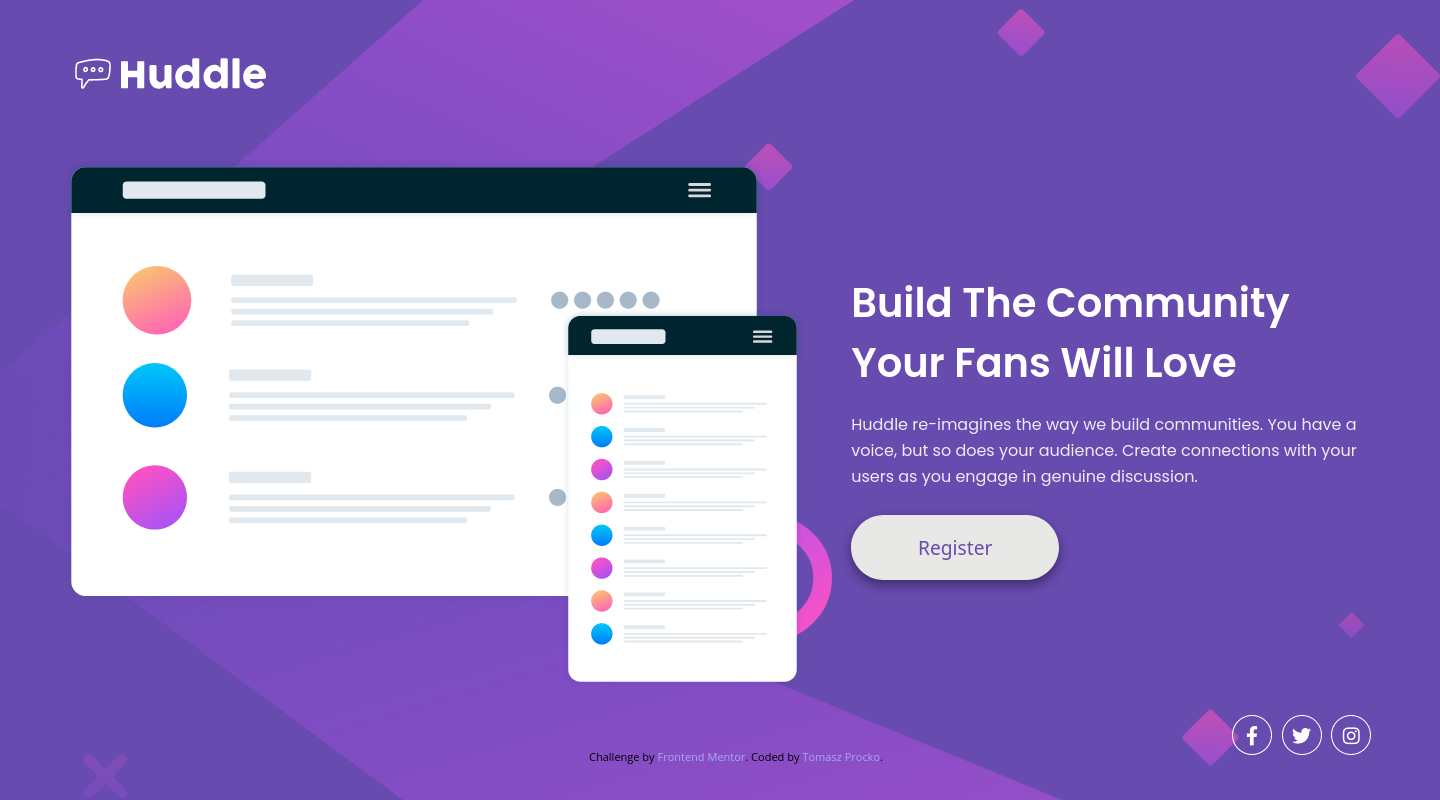 Huddle
Build The Community
Your Fans Will Love
Huddle re-imagines the way we build communities. You have a
voice, but so does your audience. Create connections with your
users as you engage in genuine discussion.
Register
Challenge by Frontend Mentor. Coded by Tomasz Procko.